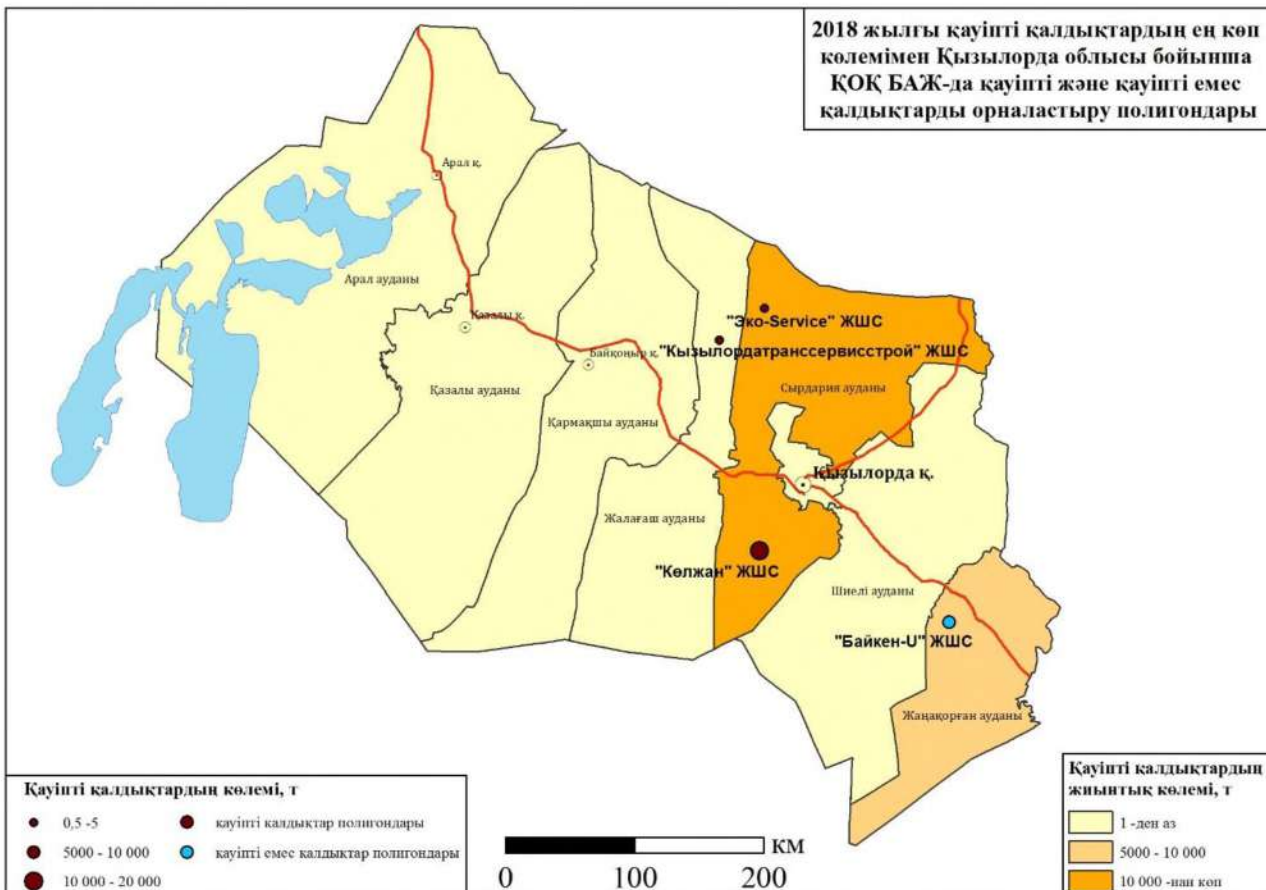 2018 жылғы қауіпті қалдықтардың ең көп
көлемімен Қызылорда облысы бойынша
ҚОҚ БАЖ-да қауіпті және қауіпті емес
қалдықтарды орналастыру полигондары
Арал қ.
Арал ауданы
Қазалы қ.
Байқоңыр қ.
"Эко-Service" ЖШС
"Кызылордатранссервисстрой" ЖШС
Қазалы ауданы
Сырдария ауданы
Қармақшы ауданы
Қызылорда қ.
Жалағаш ауданы
"Көлжан" ЖШС
Шиелі ауданы
"Байкен-U" ЖШС
Жаңақорған ауданы
Қауіпті қалдықтардың көлемі, т
0,5 -5
қауіпті қалдықтар полигондары
5000 - 10 000
қауіпті емес қалдықтар полигондары
10 000 - 20 000
КМ
0 100 200
Қауіпті қалдықтардың
жиынтық көлемі, т
1 -ден аз
5000 - 10 000
10 000 -нан көп